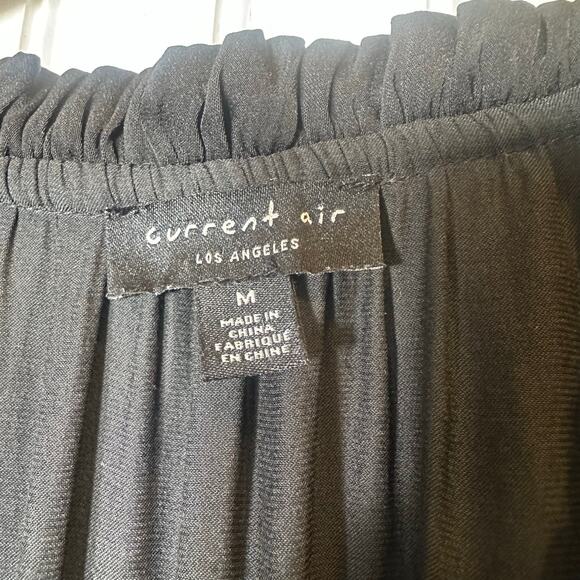 current air
LOS ANGELES
M
MADE IN
CHINA
FABRIQUÉ
EN CHINE